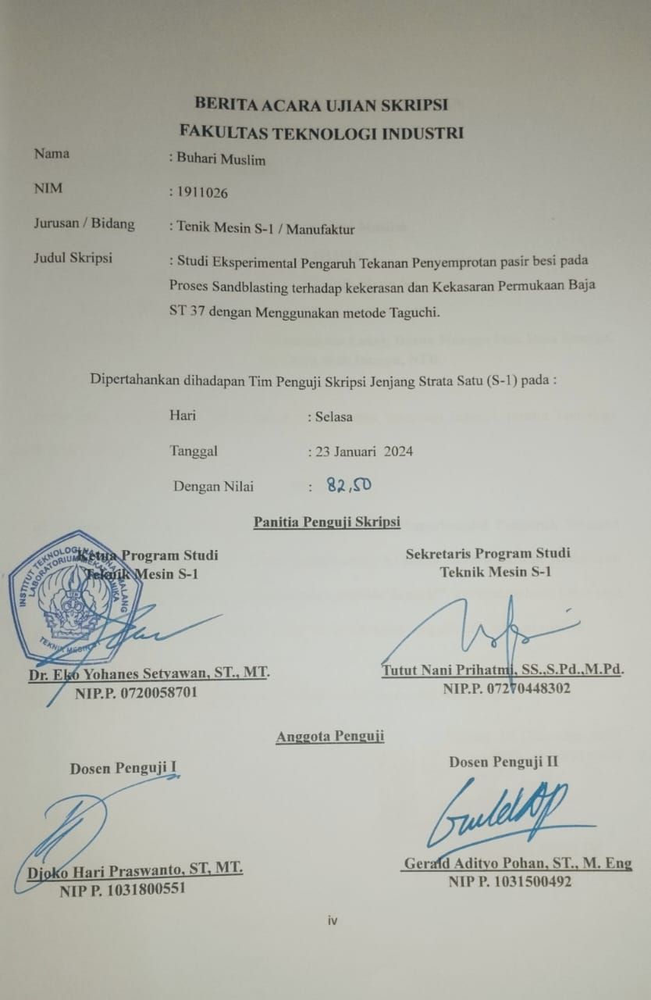 BERITA ACARA UJIAN SKRIPSI
FAKULTAS TEKNOLOGI INDUSTRI
Nama : Buhari Muslim
NIM : 1911026
Jurusan / Bidang : Tenik Mesin S-1 / Manufaktur
Judul Skripsi : Studi Eksperimental Pengaruh Tekanan Penyemprotan pasir besi pada
Proses Sandblasting terhadap kekerasan dan Kekasaran Permukaan Baja
ST 37 dengan Menggunakan metode Taguchi.
Dipertahankan dihadapan Tim Penguji Skripsi Jenjang Strata Satu (S-1) pada :
Hari : Selasa
Tanggal : 23 Januari 2024
Dengan Nilai : 82,50
Panitia Penguji Skripsi
Ketua Program Studi
Teknik Mesin S-1
INSTITUT TEKNOLOGI NASIONAL MALANG
LABORATORIUM MEKATRONIKA
ITN
TEKNIK MESIN
Dr. Eko Yohanes Setyawan, ST., MT.
NIP.P. 0720058701
Sekretaris Program Studi
Teknik Mesin S-1
Tutut Nani Prihatmi, SS.,S.Pd.,M.Pd.
NIP.P. 07270448302
Anggota Penguji
Dosen Penguji I
Djoko Hari Praswanto, ST, MT.
NIP P. 1031800551
Dosen Penguji II
Gerald Adityo Pohan, ST., M. Eng
NIP P. 1031500492
iv